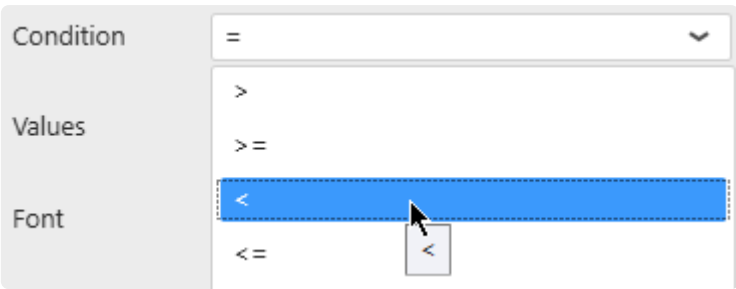 Condition
=
>
Values
>=
<
Font
<
<=